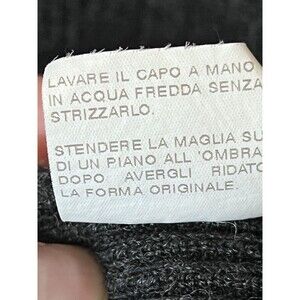 LAVARE IL CAPO A MANO
IN ACQUA FREDDA SENZA
STRIZZARLO.
STENDERE LA MAGLIA SU
DI UN PIANO ALL 'OMBRA
DOPO AVERGLI RIDATO
LA FORMA ORIGINALE